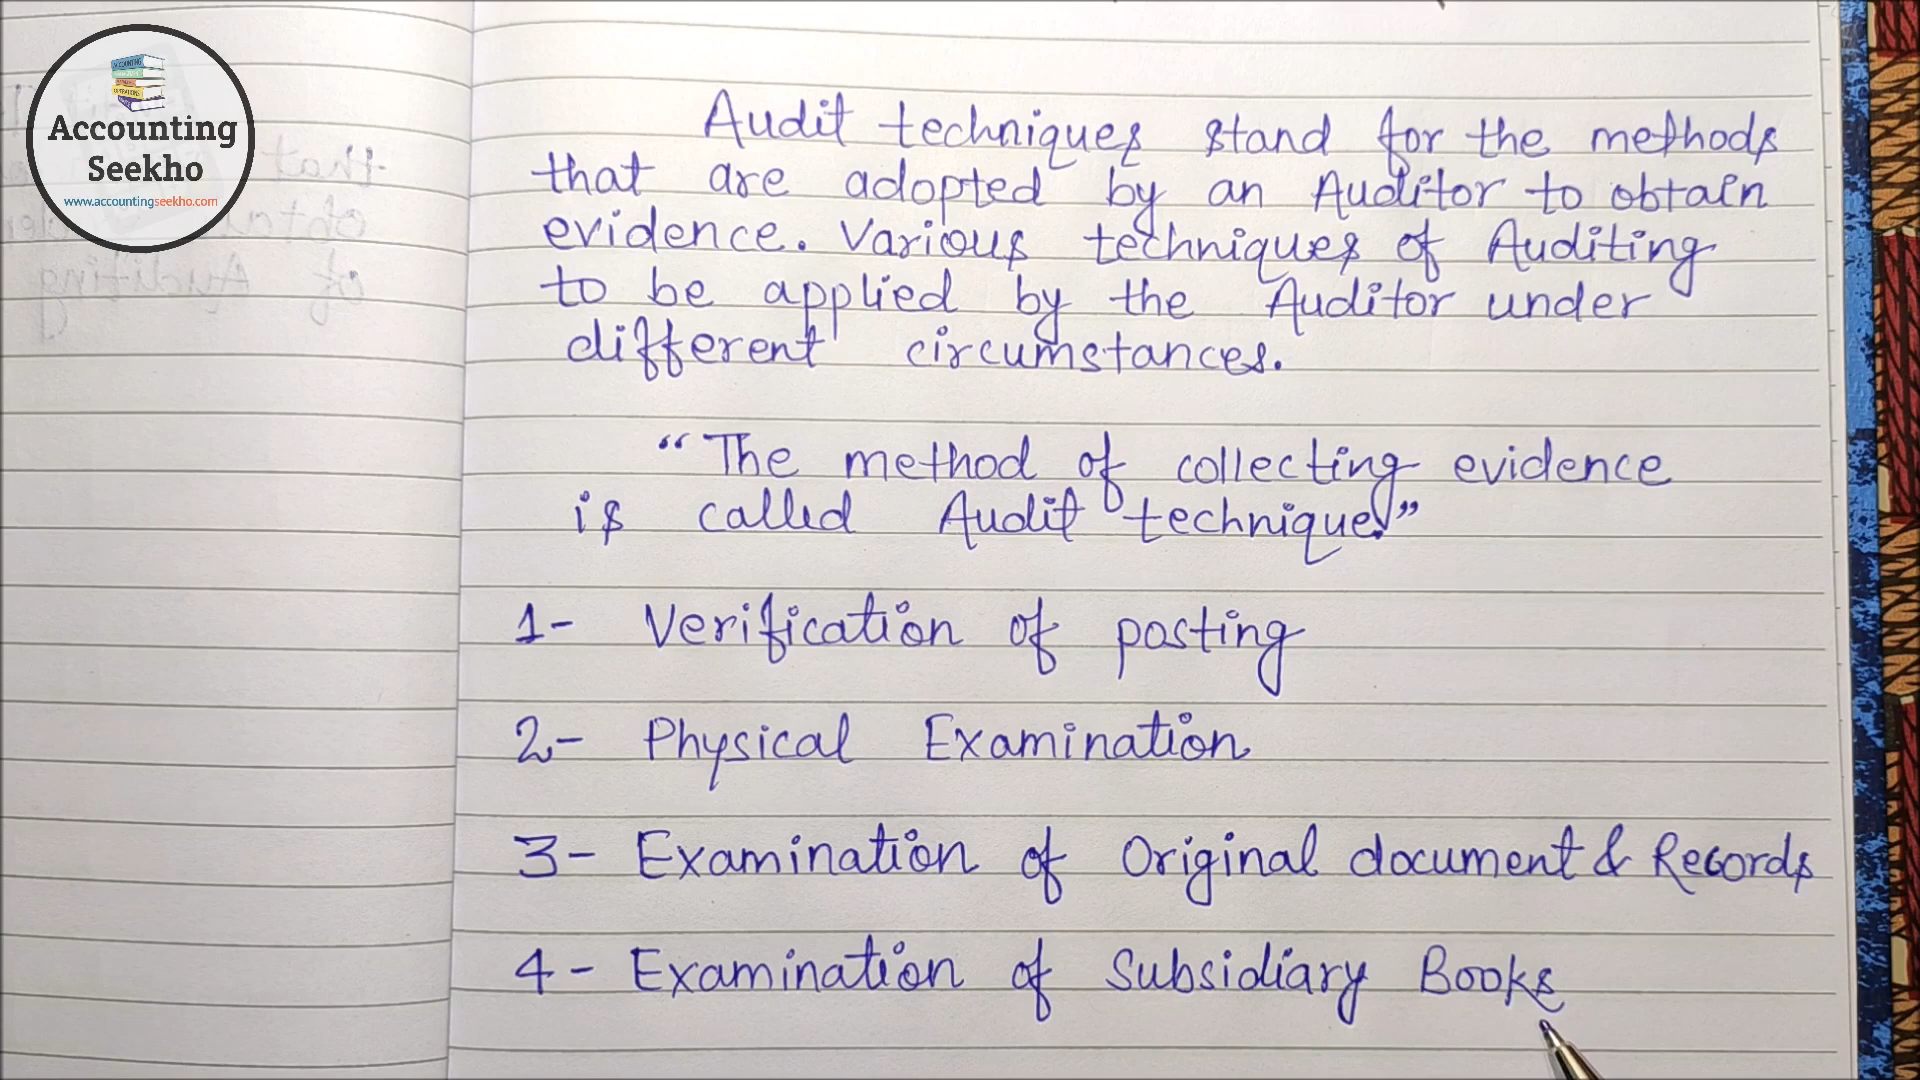 ACCOUNTING
OPERATIONS
Accounting
Seekho
www.accountingseekho.com
Audit techniques stand for the methods
that are adopted by an Auditor to obtain
evidence. Various techniques of Auditing
to be applied by the Auditor under
different circumstances.
“The method of collecting evidence
is called Audit technique.”
1- Verification of posting
2- Physical Examination
3- Examination of Original document & Records
4- Examination of Subsidiary Books